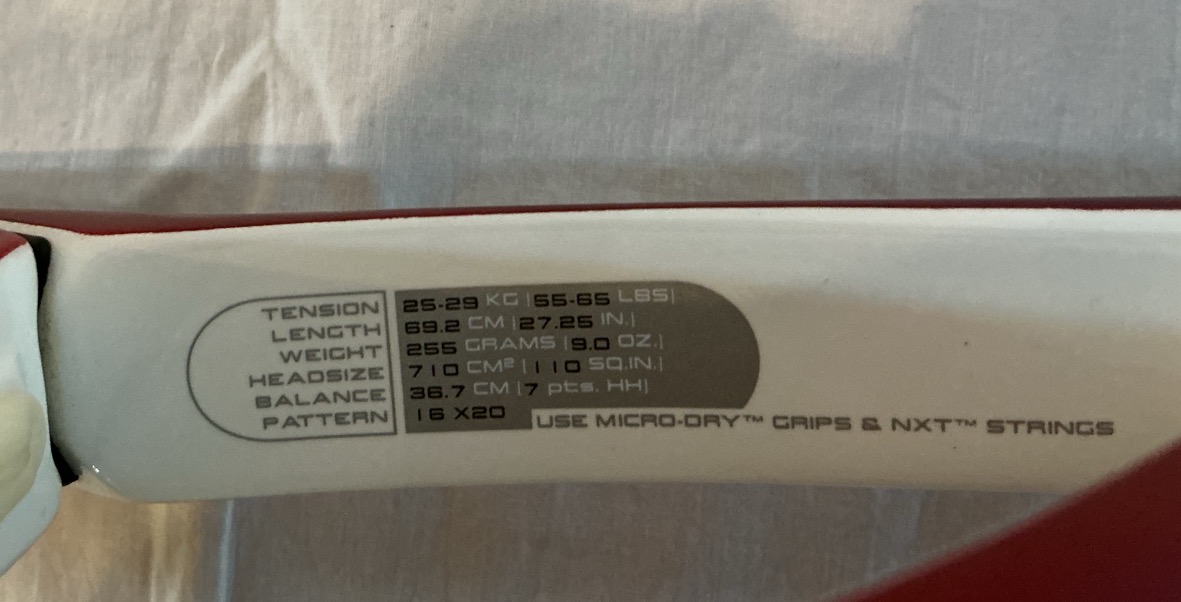 TENSION 25-29 KG | 55-65 LBS|
LENGTH 69.2 CM | 27.25 IN.|
WEIGHT 255 GRAMS | 9.0 OZ.|
HEADSIZE 710 CM² | 110 SQ.IN.|
BALANCE 36.7 CM | 7 pts. HH|
PATTERN 16 X20
USE MICRO-DRY™ GRIPS & NXT™ STRINGS